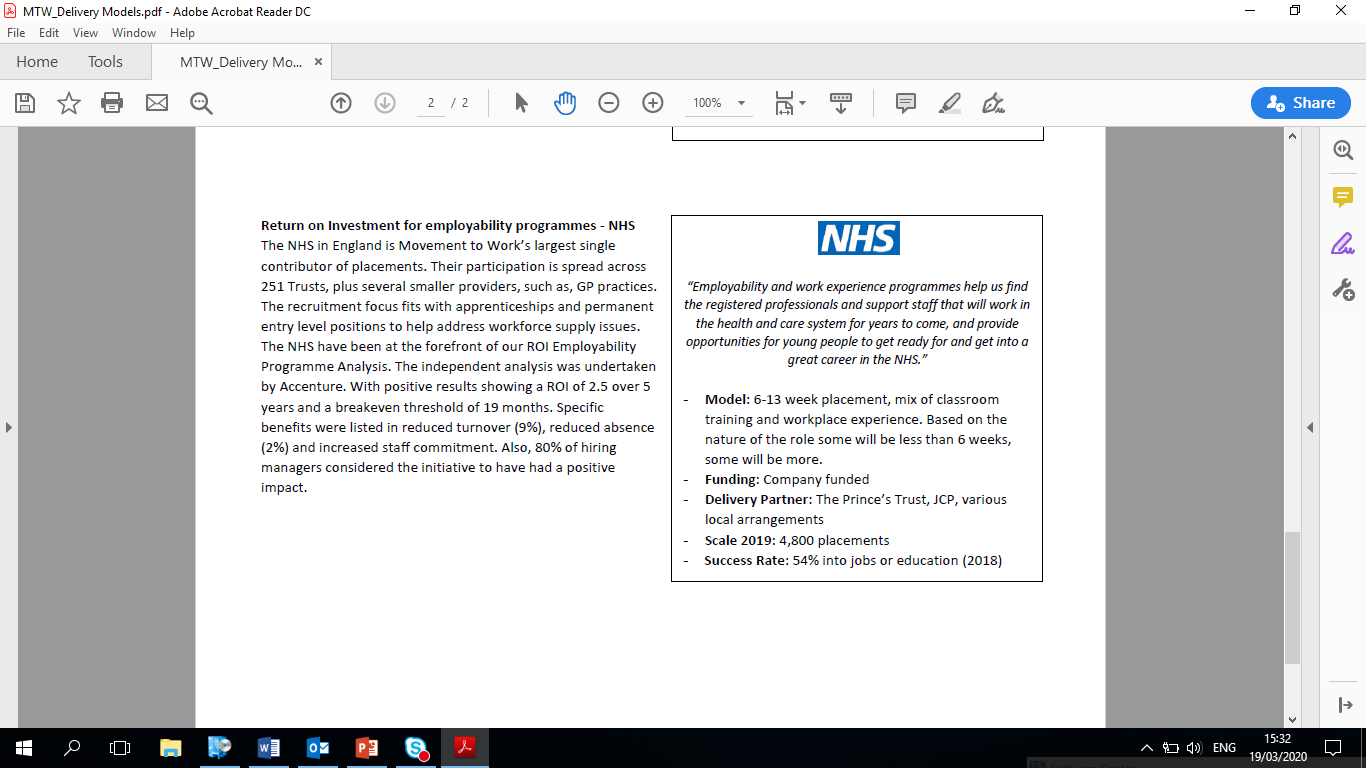 MTW_Delivery Models.pdf - Adobe Acrobat Reader DC
File Edit View Window Help
Home Tools MTW_Delivery Mo... ×
2 / 2 100% Share
Return on Investment for employability programmes - NHS
The NHS in England is Movement to Work's largest single
contributor of placements. Their participation is spread across
251 Trusts, plus several smaller providers, such as, GP practices.
The recruitment focus fits with apprenticeships and permanent
entry level positions to help address workforce supply issues.
The NHS have been at the forefront of our ROI Employability
Programme Analysis. The independent analysis was undertaken
by Accenture. With positive results showing a ROI of 2.5 over 5
years and a breakeven threshold of 19 months. Specific
benefits were listed in reduced turnover (9%), reduced absence
(2%) and increased staff commitment. Also, 80% of hiring
managers considered the initiative to have had a positive
impact.
NHS
“Employability and work experience programmes help us find
the registered professionals and support staff that will work in
the health and care system for years to come, and provide
opportunities for young people to get ready for and get into a
great career in the NHS.”
- Model: 6-13 week placement, mix of classroom
training and workplace experience. Based on the
nature of the role some will be less than 6 weeks,
some will be more.
- Funding: Company funded
- Delivery Partner: The Prince's Trust, JCP, various
local arrangements
- Scale 2019: 4,800 placements
- Success Rate: 54% into jobs or education (2018)
ENG
15:32
19/03/2020